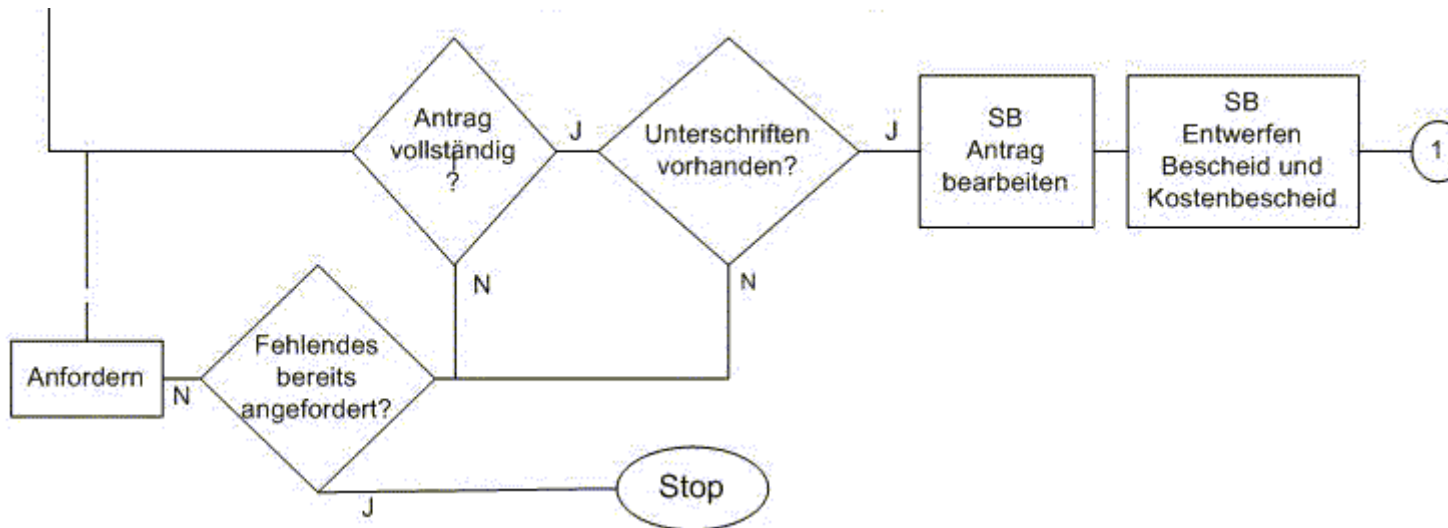 Antrag
vollständig
?
J
Unterschriften
vorhanden?
J
SB
Antrag
bearbeiten
SB
Entwerfen
Bescheid und
Kostenbescheid
1
N
N
Anfordern
N
Fehlendes
bereits
angefordert?
J
Stop